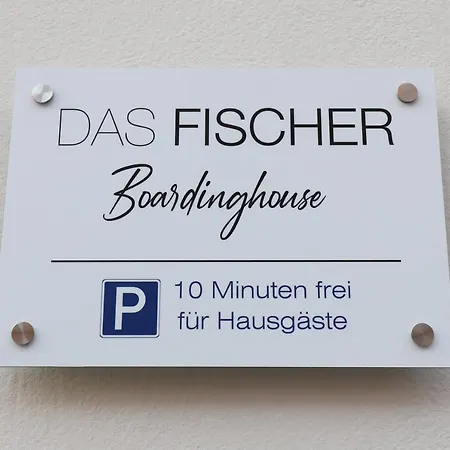 DAS FISCHER
Boardinghouse
P 10 Minuten frei
für Hausgäste